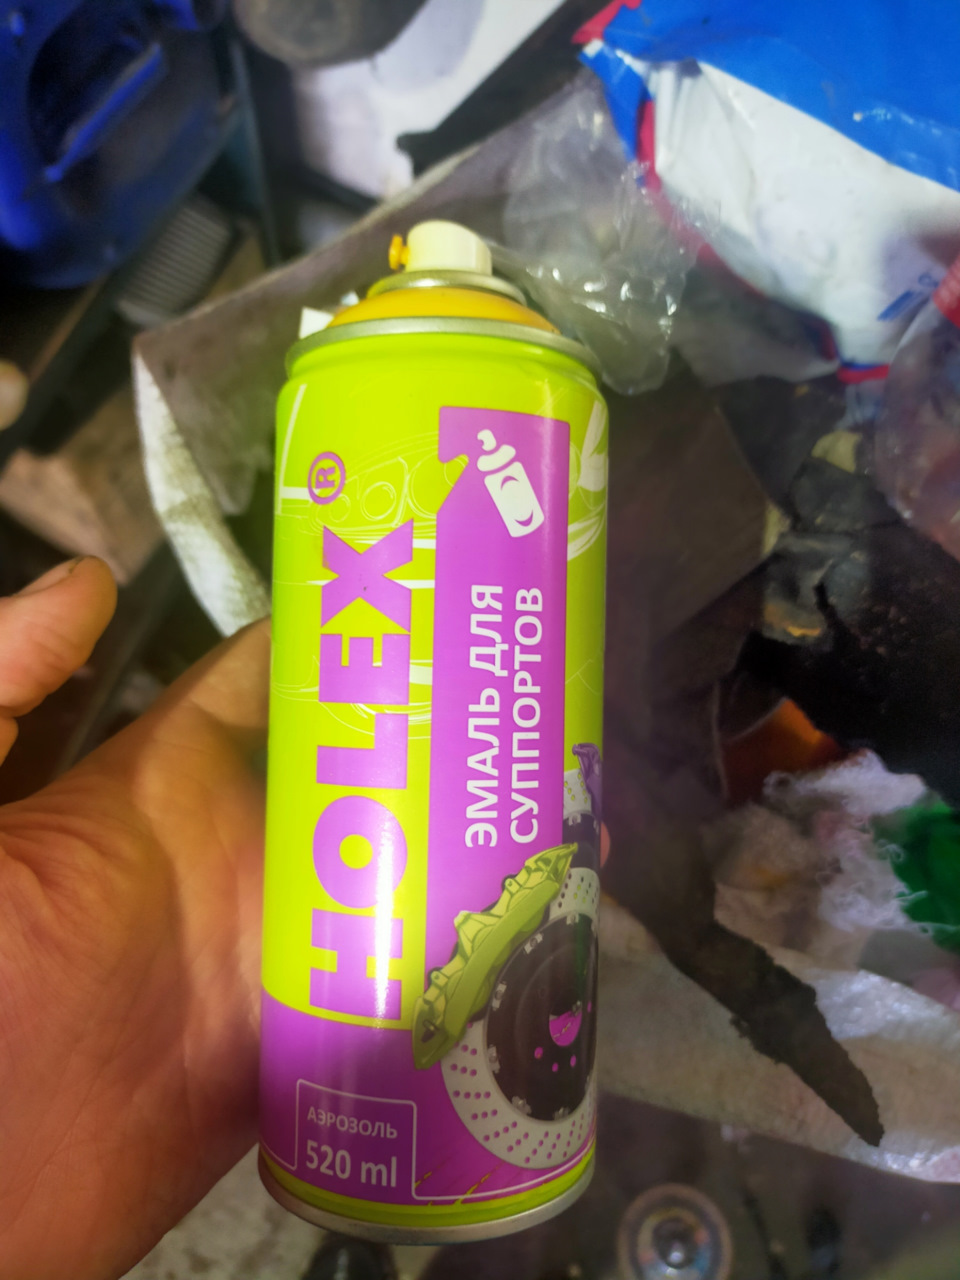 HOLEX®
ЭМАЛЬ ДЛЯ
СУППОРТОВ
АЭРОЗОЛЬ
520 ml